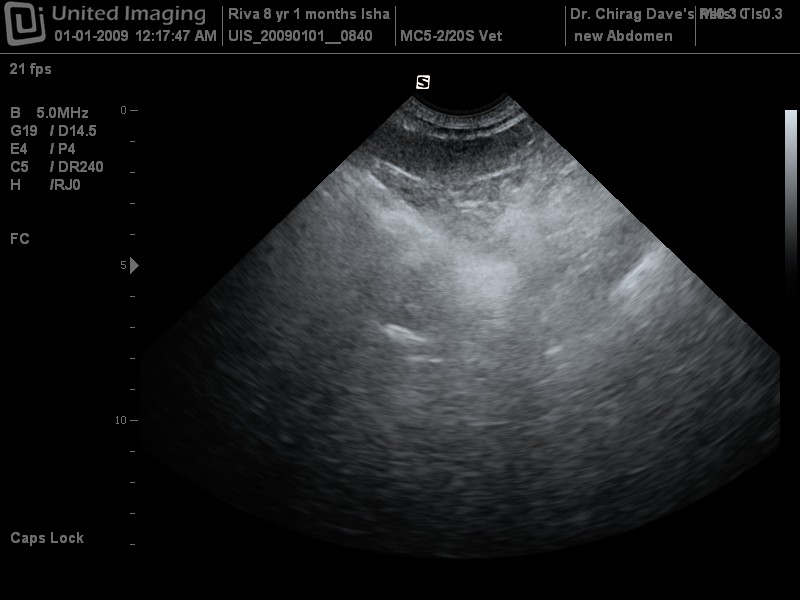 United Imaging
01-01-2009 12:17:47 AM
Riva 8 yr 1 months Isha
UIS_20090101__0840
MC5-2/20S Vet
Dr. Chirag Dave's
new Abdomen
21 fps
S
B 5.0MHz
G19 / D14.5
E4 / P4
C5 / DR240
H /RJ0
FC
0
5
10
Caps Lock